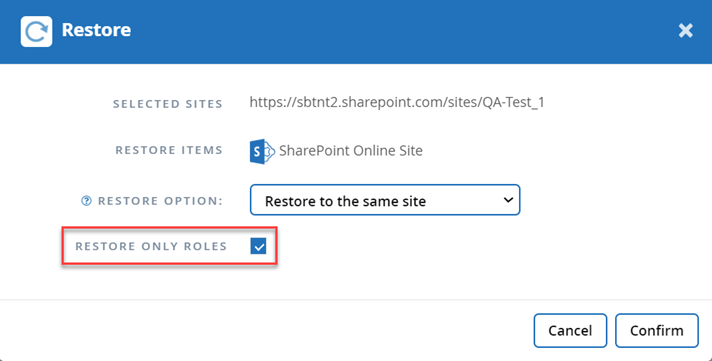 Restore
SELECTED SITES https://sbtnt2.sharepoint.com/sites/QA-Test_1
RESTORE ITEMS S SharePoint Online Site
? RESTORE OPTION: Restore to the same site
RESTORE ONLY ROLES
Cancel Confirm